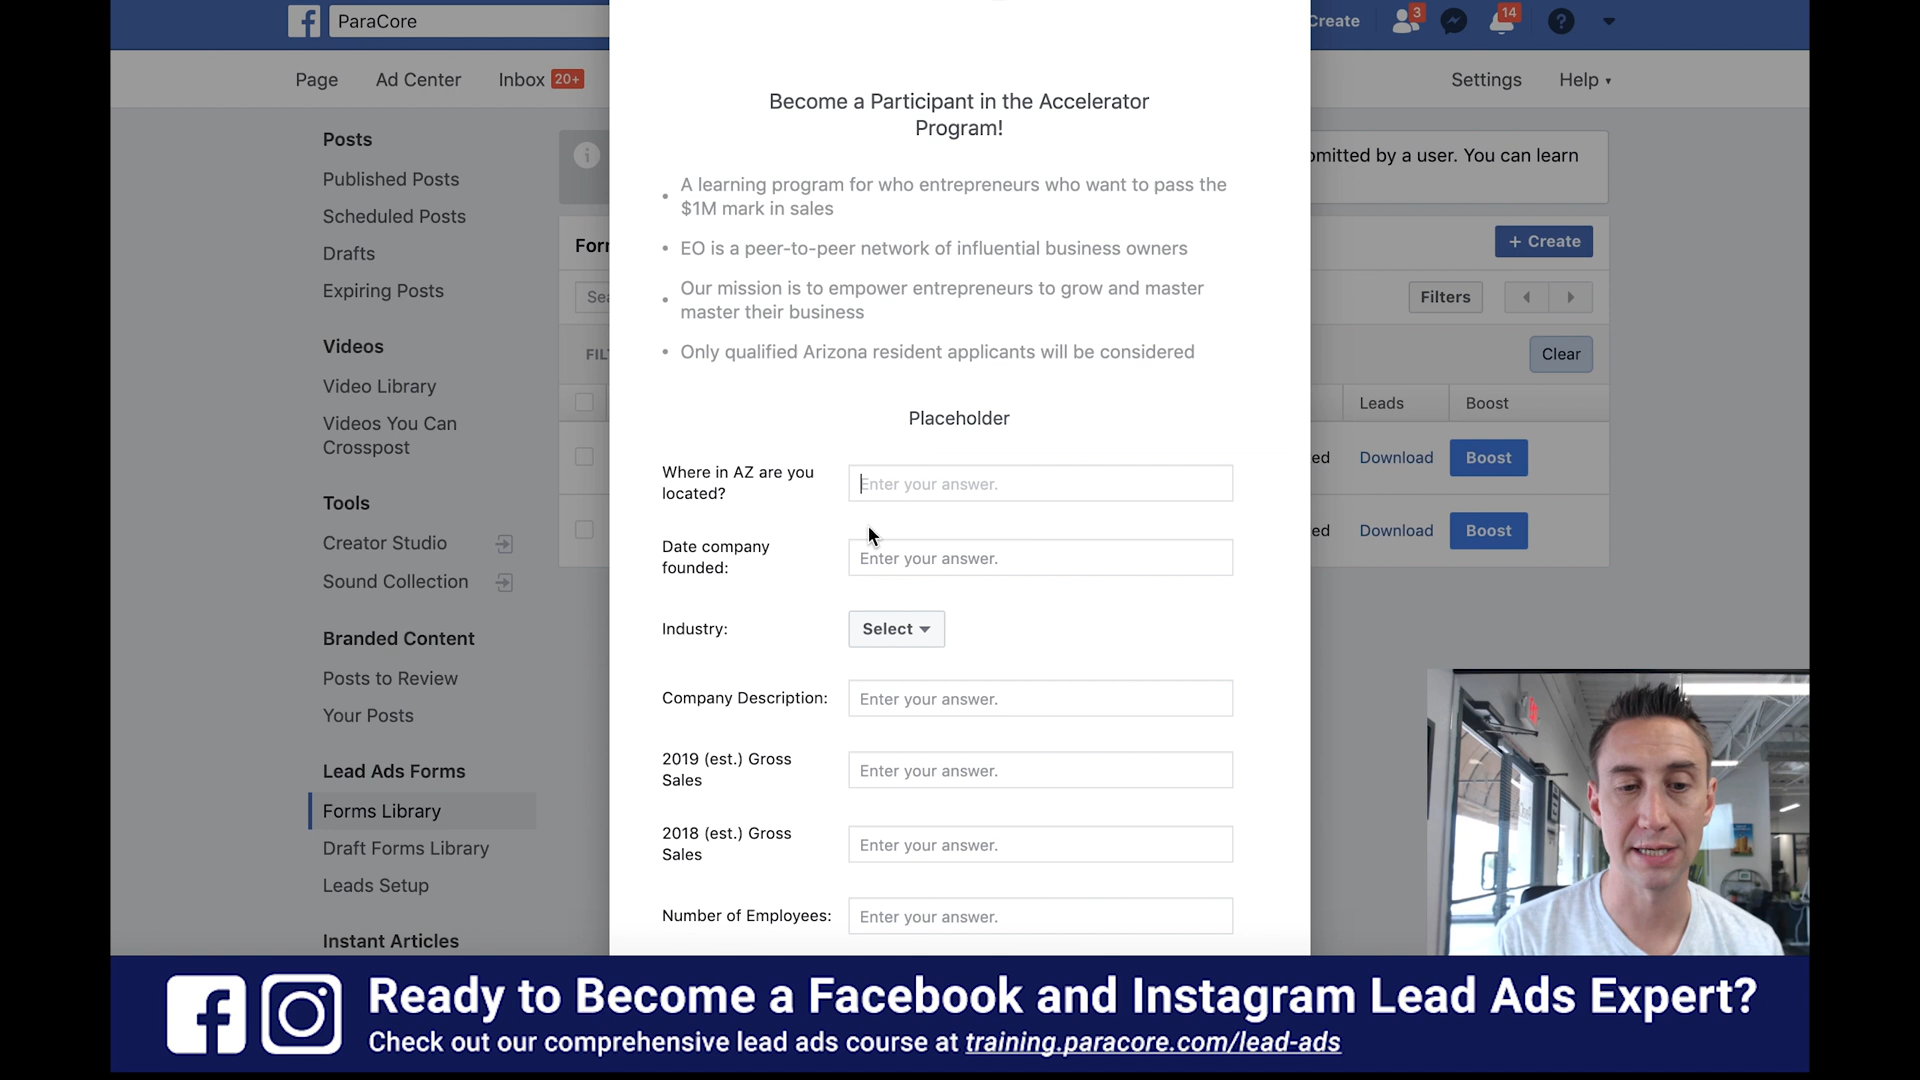 ParaCore
Create
3
14
Page
Ad Center
Inbox 20+
Settings
Help
Posts
Published Posts
Scheduled Posts
Drafts
Expiring Posts
Videos
Video Library
Videos You Can
Crosspost
Tools
Creator Studio
Sound Collection
Branded Content
Posts to Review
Your Posts
Lead Ads Forms
Forms Library
Draft Forms Library
Leads Setup
Instant Articles
Become a Participant in the Accelerator
Program!
• A learning program for who entrepreneurs who want to pass the
$1M mark in sales
• EO is a peer-to-peer network of influential business owners
• Our mission is to empower entrepreneurs to grow and master
master their business
• Only qualified Arizona resident applicants will be considered
Placeholder
Where in AZ are you
located?
Enter your answer.
Date company
founded:
Enter your answer.
Industry:
Select
Company Description:
Enter your answer.
2019 (est.) Gross
Sales
Enter your answer.
2018 (est.) Gross
Sales
Enter your answer.
Number of Employees:
Enter your answer.
omitted by a user. You can learn
+ Create
Filters
Clear
Leads
Boost
ed
Download
Boost
ed
Download
Boost
Ready to Become a Facebook and Instagram Lead Ads Expert?
Check out our comprehensive lead ads course at training.paracore.com/lead-ads